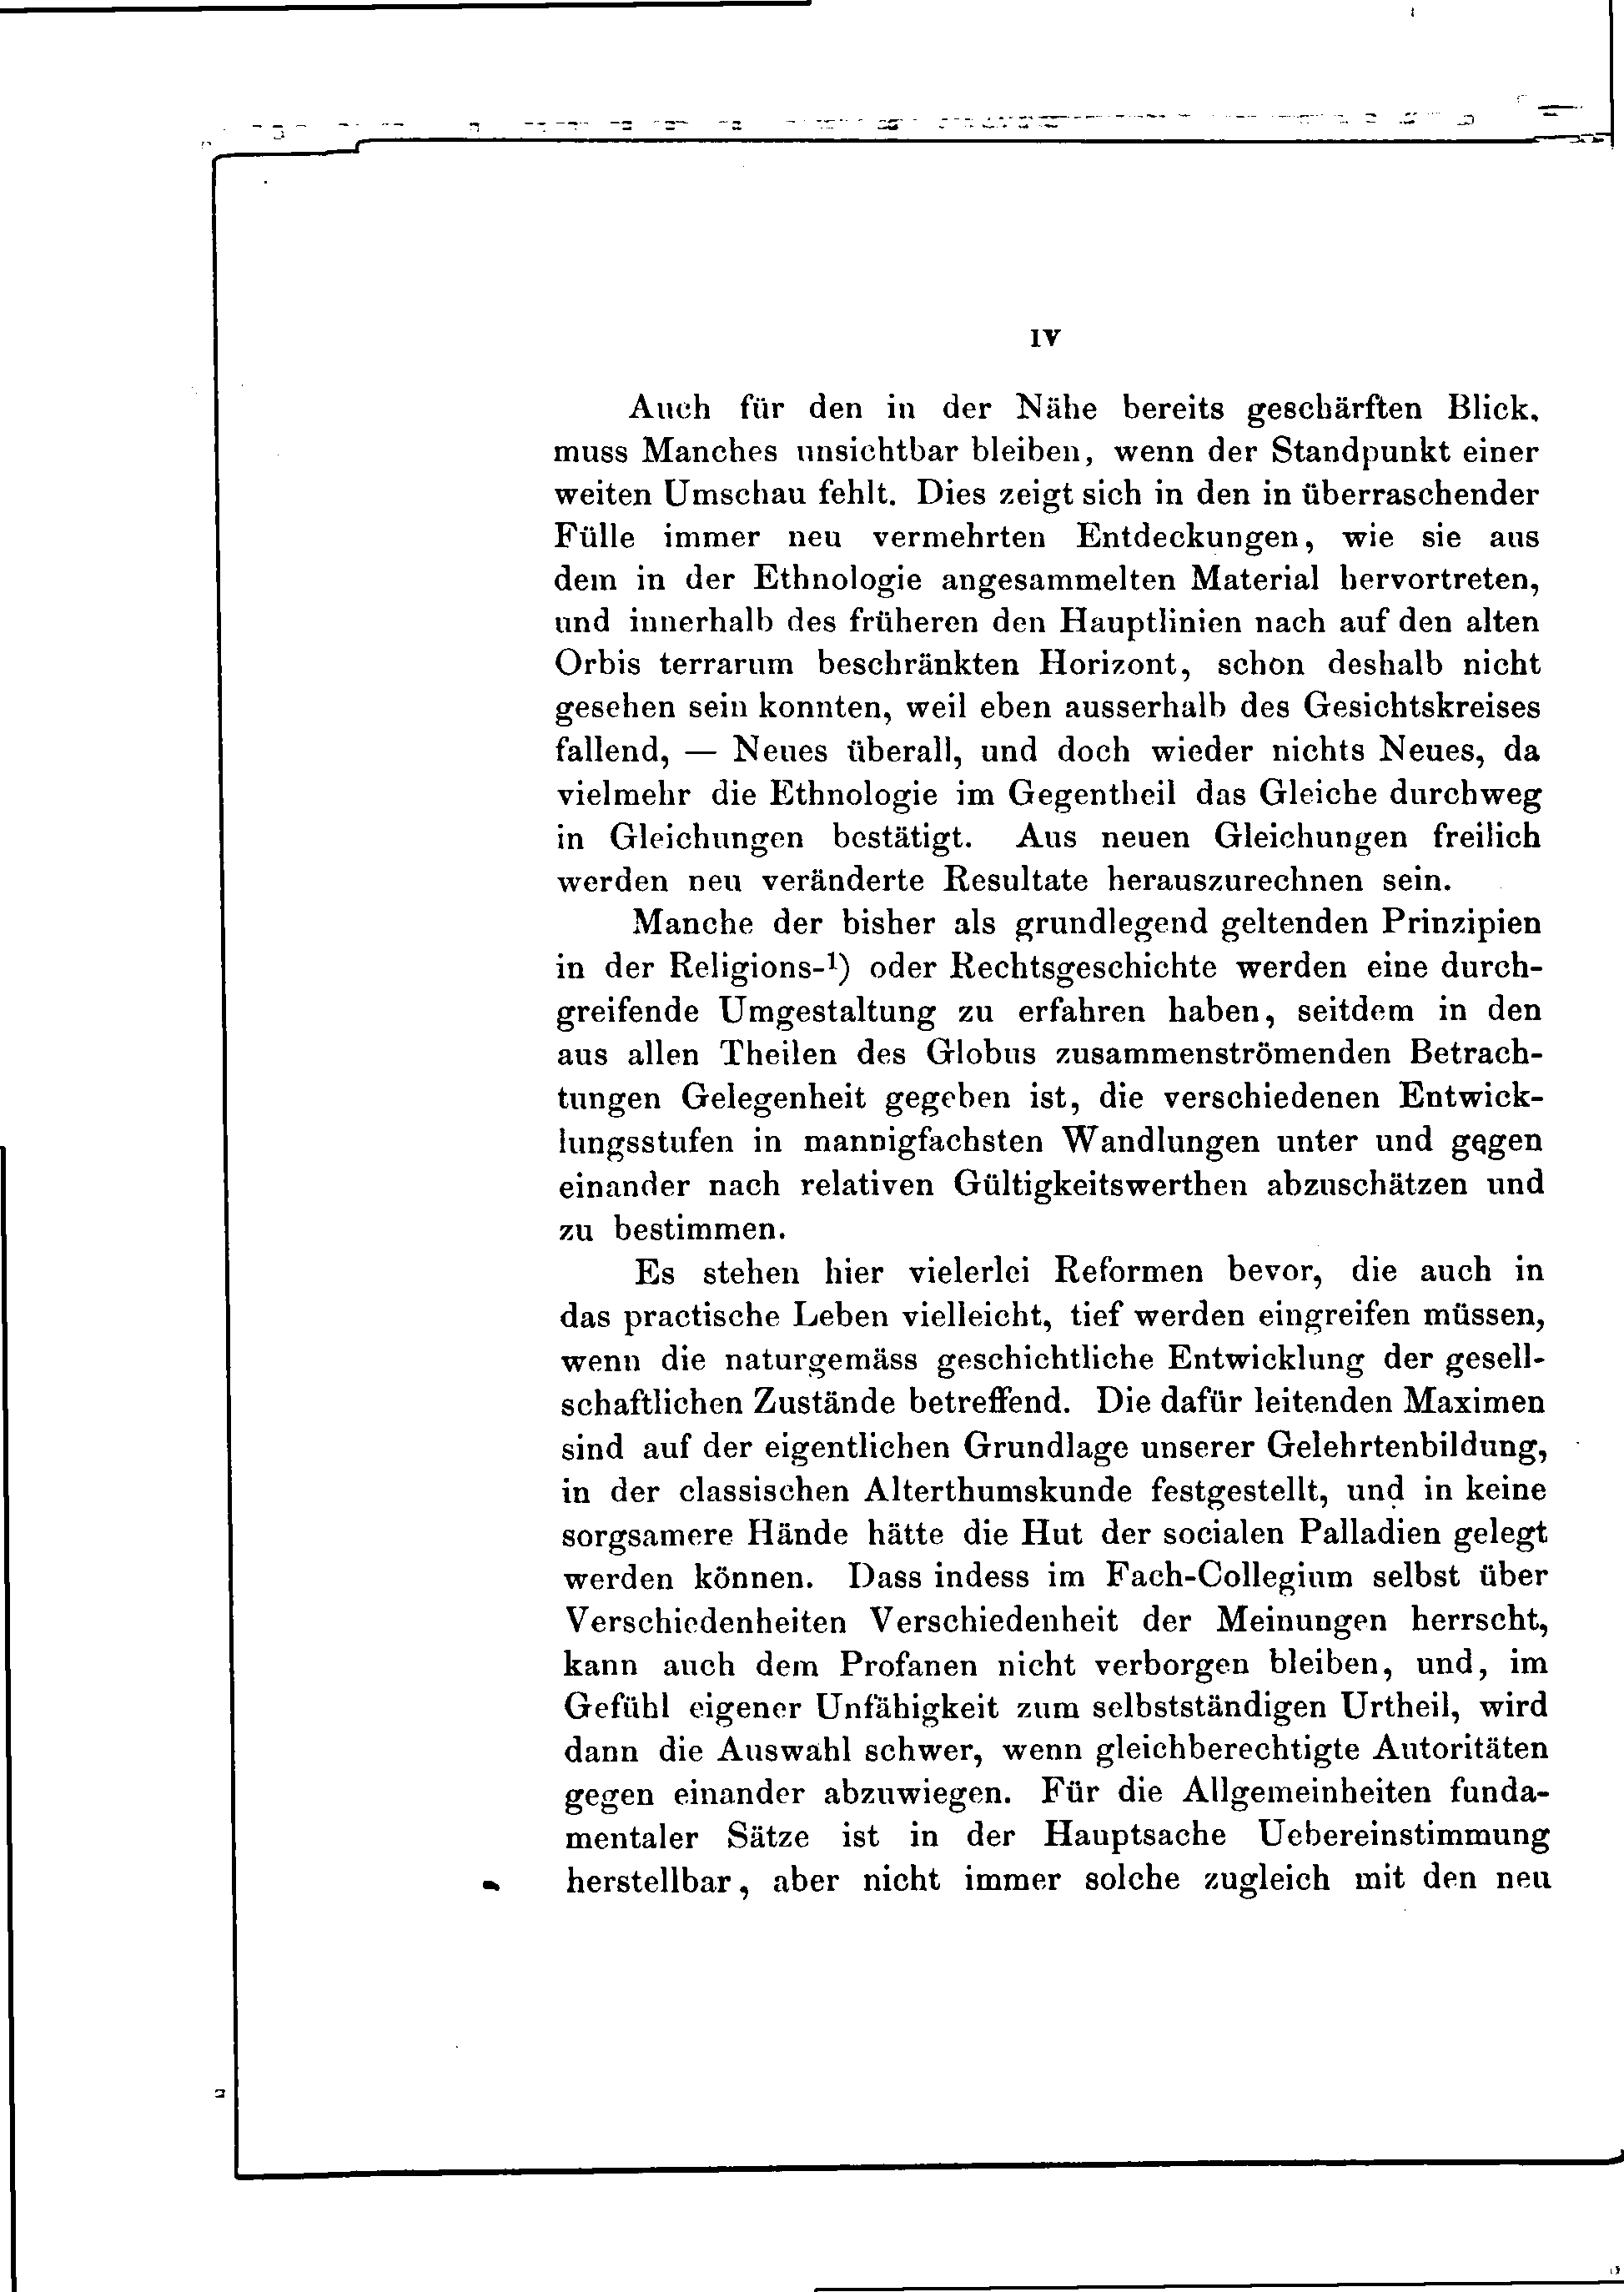 IV
Auch für den in der Nähe bereits geschärften Blick,
muss Manches unsichtbar bleiben, wenn der Standpunkt einer
weiten Umschau fehlt. Dies zeigt sich in den in überraschender
Fülle immer neu vermehrten Entdeckungen, wie sie aus
dem in der Ethnologie angesammelten Material hervortreten,
und innerhalb des früheren den Hauptlinien nach auf den alten
Orbis terrarum beschränkten Horizont, schon deshalb nicht
gesehen sein konnten, weil eben ausserhalb des Gesichtskreises
fallend, — Neues überall, und doch wieder nichts Neues, da
vielmehr die Ethnologie im Gegentheil das Gleiche durchweg
in Gleichungen bestätigt. Aus neuen Gleichungen freilich
werden neu veränderte Resultate herauszurechnen sein.
Manche der bisher als grundlegend geltenden Prinzipien
in der Religions-¹) oder Rechtsgeschichte werden eine durch-
greifende Umgestaltung zu erfahren haben, seitdem in den
aus allen Theilen des Globus zusammenströmenden Betrach-
tungen Gelegenheit gegeben ist, die verschiedenen Entwick-
lungsstufen in mannigfachsten Wandlungen unter und gegen
einander nach relativen Gültigkeitswerthen abzuschätzen und
zu bestimmen.
Es stehen hier vielerlei Reformen bevor, die auch in
das practische Leben vielleicht, tief werden eingreifen müssen,
wenn die naturgemäss geschichtliche Entwicklung der gesell-
schaftlichen Zustände betreffend. Die dafür leitenden Maximen
sind auf der eigentlichen Grundlage unserer Gelehrtenbildung,
in der classischen Alterthumskunde festgestellt, und in keine
sorgsamere Hände hätte die Hut der socialen Palladien gelegt
werden können. Dass indess im Fach-Collegium selbst über
Verschiedenheiten Verschiedenheit der Meinungen herrscht,
kann auch dem Profanen nicht verborgen bleiben, und, im
Gefühl eigener Unfähigkeit zum selbstständigen Urtheil, wird
dann die Auswahl schwer, wenn gleichberechtigte Autoritäten
gegen einander abzuwiegen. Für die Allgemeinheiten funda-
mentaler Sätze ist in der Hauptsache Uebereinstimmung
herstellbar, aber nicht immer solche zugleich mit den neu